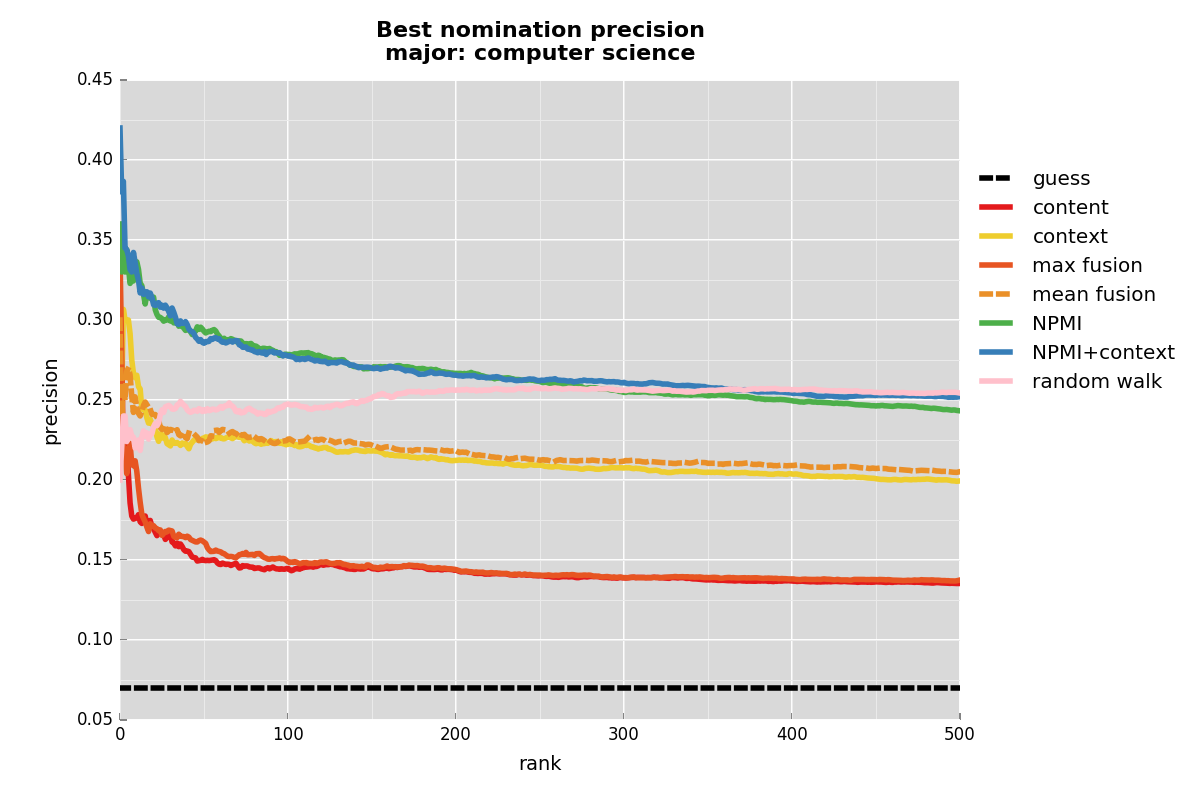 Best nomination precision
major: computer science
precision
0.45
0.40
0.35
0.30
0.25
0.20
0.15
0.10
0.05
0
100
200
300
400
500
rank
guess
content
context
max fusion
mean fusion
NPMI
NPMI+context
random walk